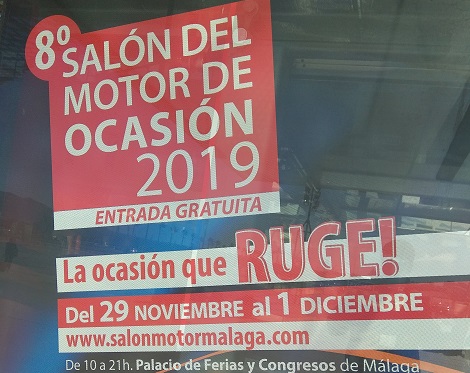 8º SALÓN DEL
MOTOR DE
OCASIÓN
2019
ENTRADA GRATUITA
La ocasión que RUGE!
Del 29 NOVIEMBRE al 1 DICIEMBRE
www.salonmotormalaga.com
De 10 a 21h. Palacio de Ferias y Congresos de Málaga